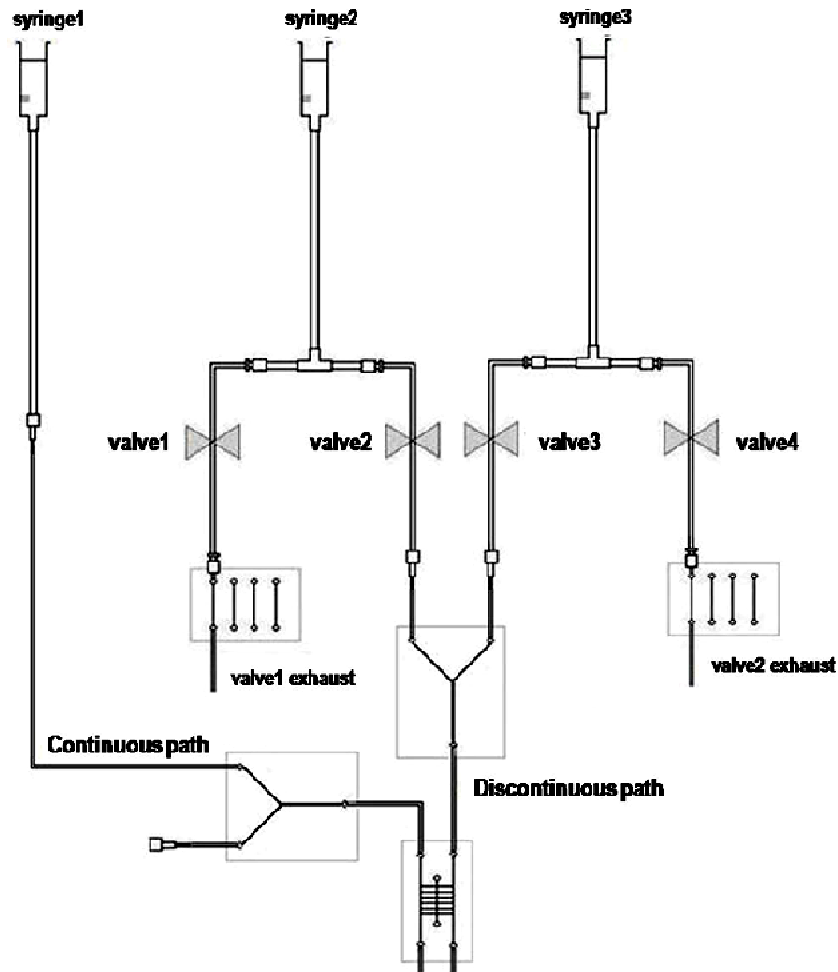 syringe1
syringe2
syringe3
valve1
valve2
valve3
valve4
valve1 exhaust
valve2 exhaust
Continuous path
Discontinuous path